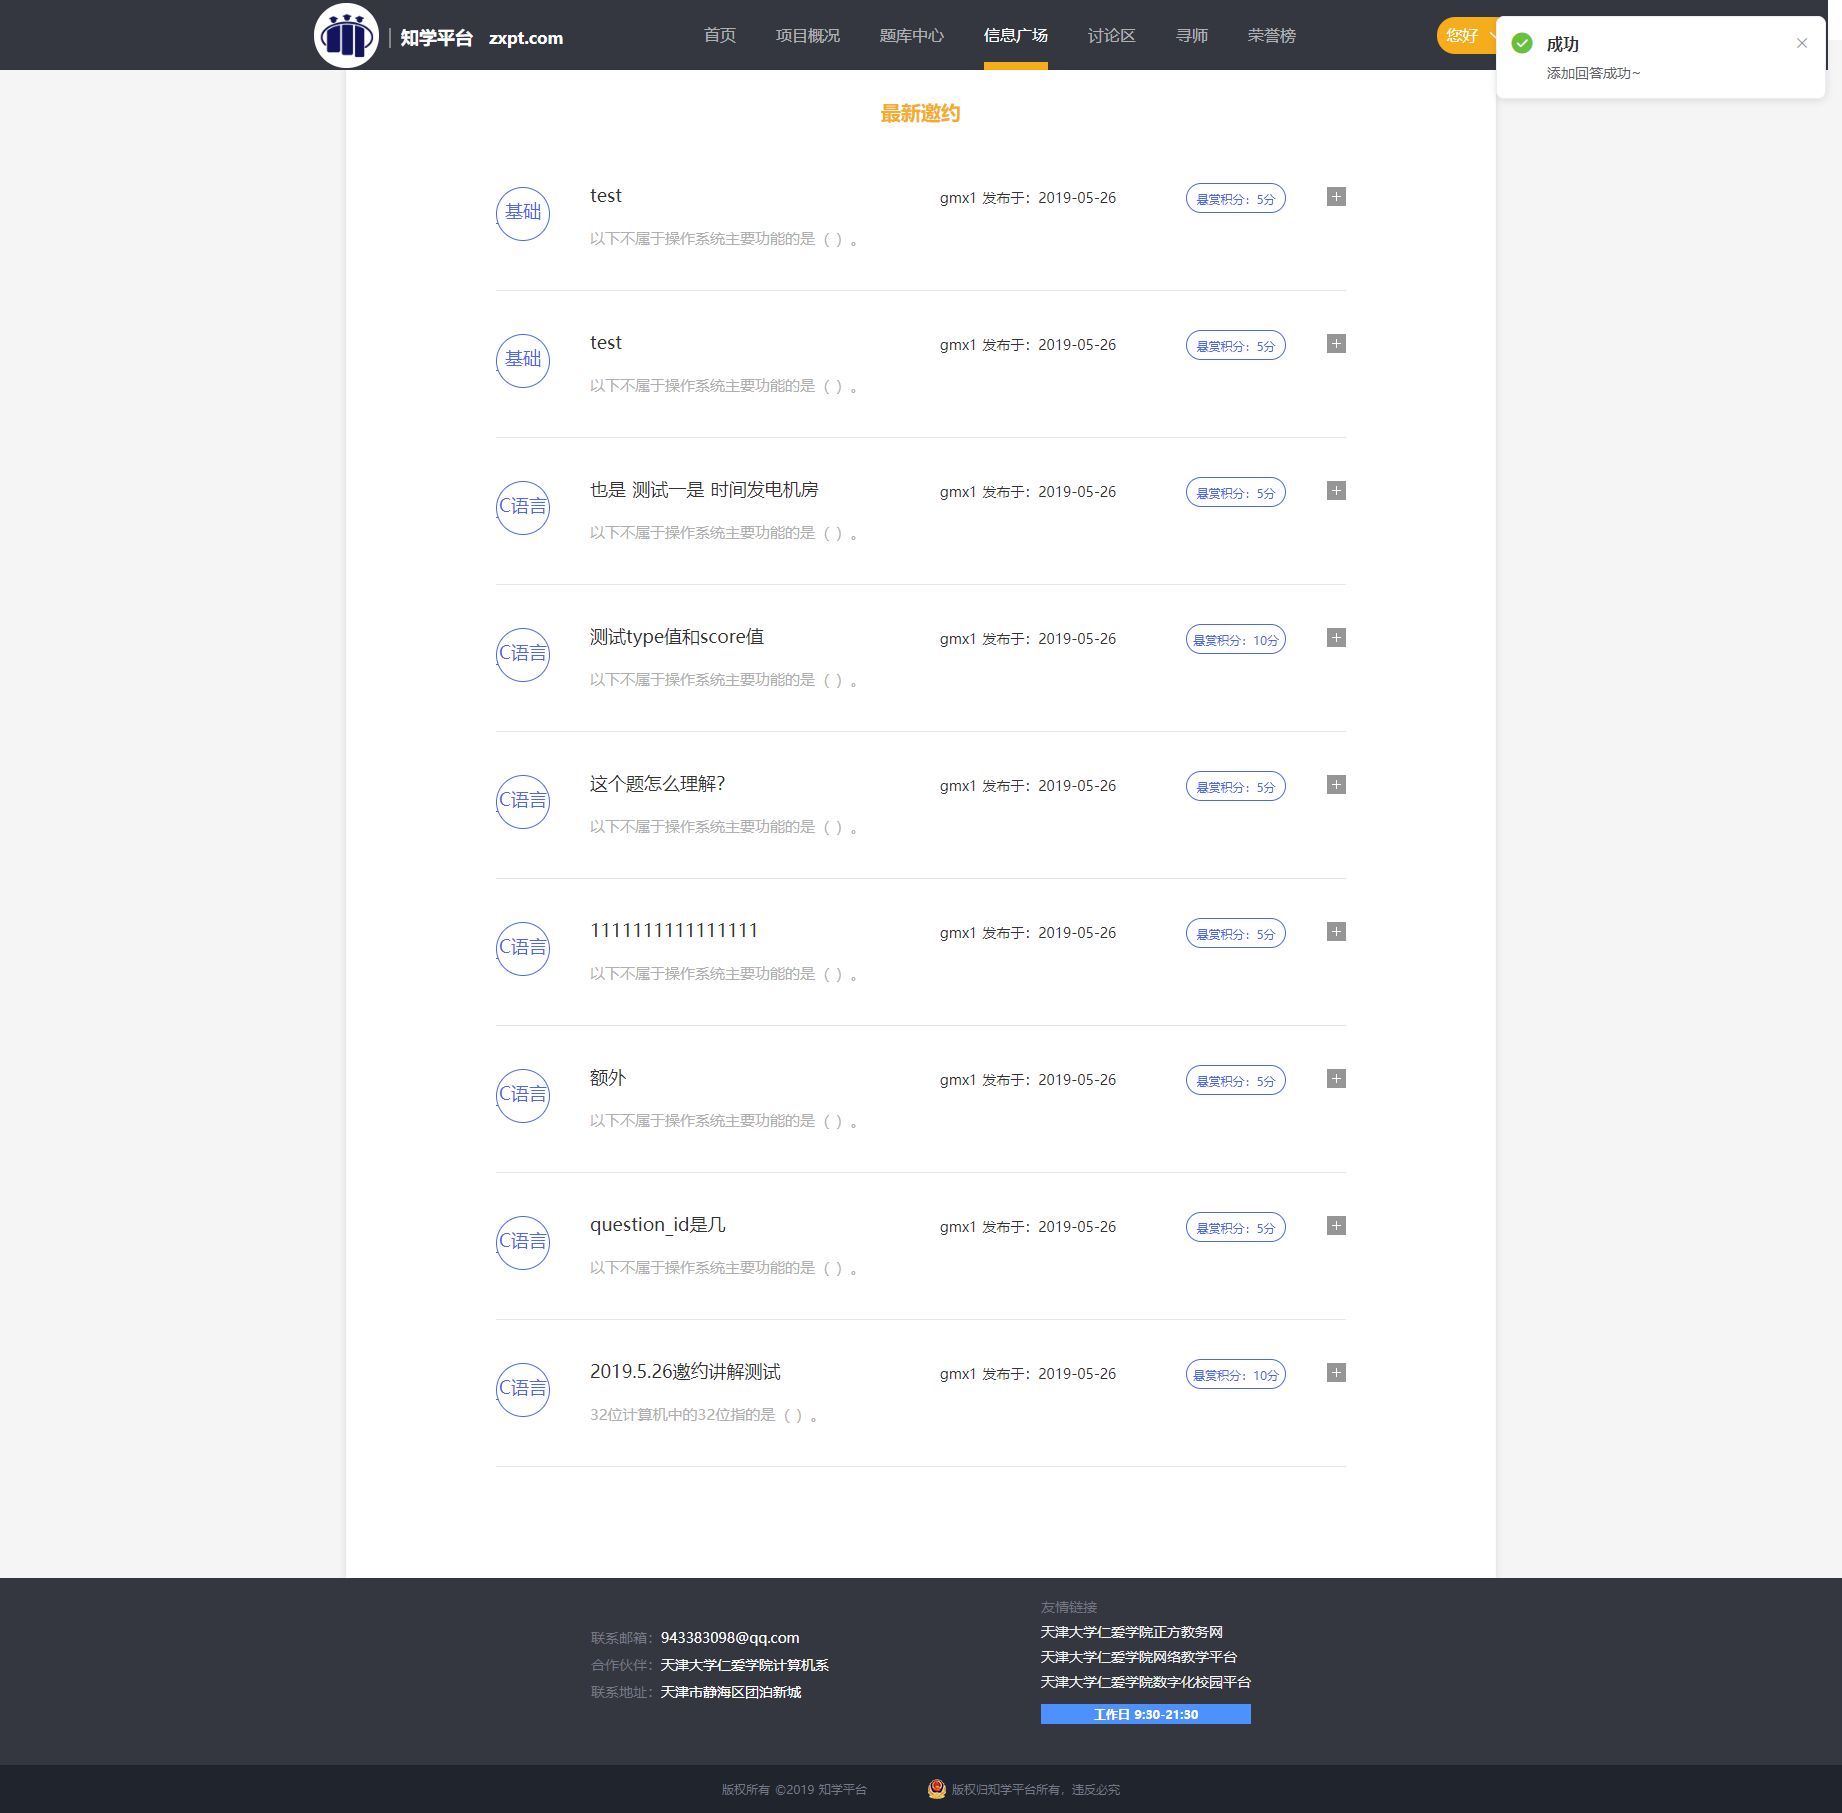 知学平台 zxpt.com 首页 项目概况 题库中心 信息广场 讨论区 寻师 荣誉榜 您好
成功
添加回答成功~
最新邀约
基础 test gmx1 发布于：2019-05-26 悬赏积分：5分
以下不属于操作系统主要功能的是（ ）。
基础 test gmx1 发布于：2019-05-26 悬赏积分：5分
以下不属于操作系统主要功能的是（ ）。
C语言 也是 测试一是 时间发电机房 gmx1 发布于：2019-05-26 悬赏积分：5分
以下不属于操作系统主要功能的是（ ）。
C语言 测试type值和score值 gmx1 发布于：2019-05-26 悬赏积分：10分
以下不属于操作系统主要功能的是（ ）。
C语言 这个题怎么理解？ gmx1 发布于：2019-05-26 悬赏积分：5分
以下不属于操作系统主要功能的是（ ）。
C语言 1111111111111111 gmx1 发布于：2019-05-26 悬赏积分：5分
以下不属于操作系统主要功能的是（ ）。
C语言 额外 gmx1 发布于：2019-05-26 悬赏积分：5分
以下不属于操作系统主要功能的是（ ）。
C语言 question_id是几 gmx1 发布于：2019-05-26 悬赏积分：5分
以下不属于操作系统主要功能的是（ ）。
C语言 2019.5.26邀约讲解测试 gmx1 发布于：2019-05-26 悬赏积分：10分
32位计算机中的32位指的是（ ）。
联系邮箱：943383098@qq.com
合作伙伴：天津大学仁爱学院计算机系
联系地址：天津市静海区团泊新城
友情链接
天津大学仁爱学院正方教务网
天津大学仁爱学院网络教学平台
天津大学仁爱学院数字化校园平台
工作日 9:30-21:30
版权所有 ©2019 知学平台 版权归知学平台所有，违反必究